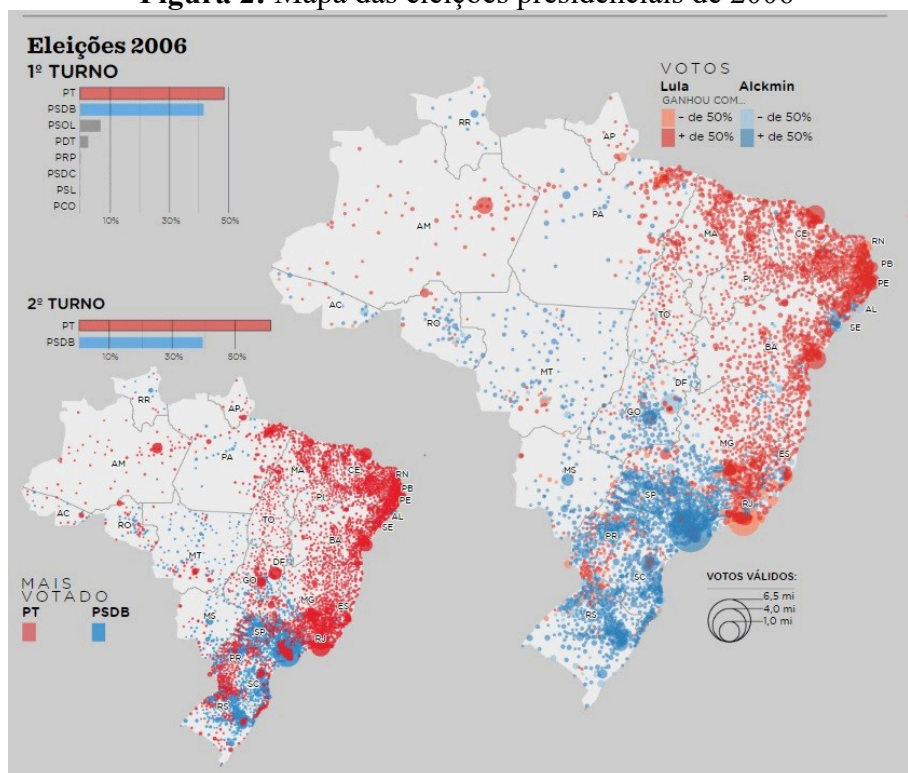 Figura 2: Mapa das eleições presidenciais de 2006
Eleições 2006
1º TURNO
PT
PSDB
PSOL
PDT
PRP
PSDC
PSL
PCO
10%
30%
50%
VOTOS
Lula
Alckmin
GANHOU COM...
- de 50%
- de 50%
+ de 50%
+ de 50%
RR
AP
AM
PA
MA
CE
RN
PB
PE
AL
SE
PI
AC
RO
TO
BA
MT
DF
GO
MG
ES
MS
SP
RJ
PR
SC
RS
2º TURNO
PT
PSDB
10%
30%
50%
RR
AP
AM
PA
MA
CE
RN
PB
PE
AL
SE
PI
AC
RO
TO
BA
MT
DF
GO
MG
ES
MS
SP
RJ
PR
SC
RS
MAIS
VOTADO
PT
PSDB
VOTOS VÁLIDOS:
6,5 mi
4,0 mi
1,0 mi